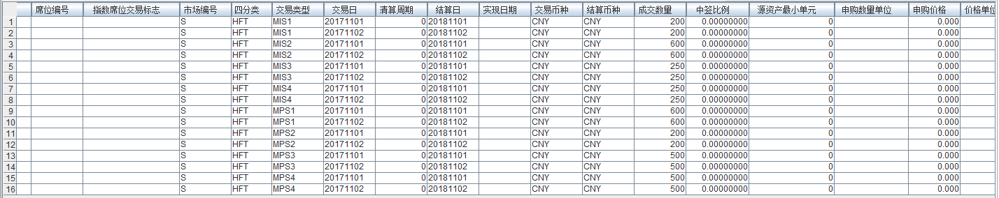 席位编号 指数席位交易标志 市场编号 四分类 交易类型 交易日 清算周期 结算日 实现日期 交易币种 结算币种 成交数量 中签比例 源资产最小单元 申购数量单位 申购价格 价格单位
1 S HFT MIS1 20171101 0 20181101 CNY CNY 200 0.00000000 0 0.000
2 S HFT MIS1 20171102 0 20181102 CNY CNY 200 0.00000000 0 0.000
3 S HFT MIS2 20171101 0 20181101 CNY CNY 600 0.00000000 0 0.000
4 S HFT MIS2 20171102 0 20181102 CNY CNY 600 0.00000000 0 0.000
5 S HFT MIS3 20171101 0 20181101 CNY CNY 250 0.00000000 0 0.000
6 S HFT MIS3 20171102 0 20181102 CNY CNY 250 0.00000000 0 0.000
7 S HFT MIS4 20171101 0 20181101 CNY CNY 250 0.00000000 0 0.000
8 S HFT MIS4 20171102 0 20181102 CNY CNY 250 0.00000000 0 0.000
9 S HFT MPS1 20171101 0 20181101 CNY CNY 600 0.00000000 0 0.000
10 S HFT MPS1 20171102 0 20181102 CNY CNY 600 0.00000000 0 0.000
11 S HFT MPS2 20171101 0 20181101 CNY CNY 200 0.00000000 0 0.000
12 S HFT MPS2 20171102 0 20181102 CNY CNY 200 0.00000000 0 0.000
13 S HFT MPS3 20171101 0 20181101 CNY CNY 500 0.00000000 0 0.000
14 S HFT MPS3 20171102 0 20181102 CNY CNY 500 0.00000000 0 0.000
15 S HFT MPS4 20171101 0 20181101 CNY CNY 500 0.00000000 0 0.000
16 S HFT MPS4 20171102 0 20181102 CNY CNY 500 0.00000000 0 0.000